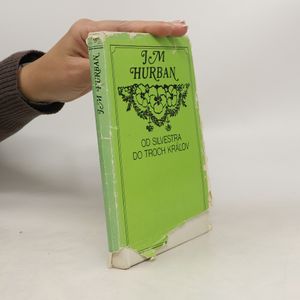 J·M
HURBAN
OD SILVESTRA
DO TROCH KRÁĽOV
J·M HURBAN